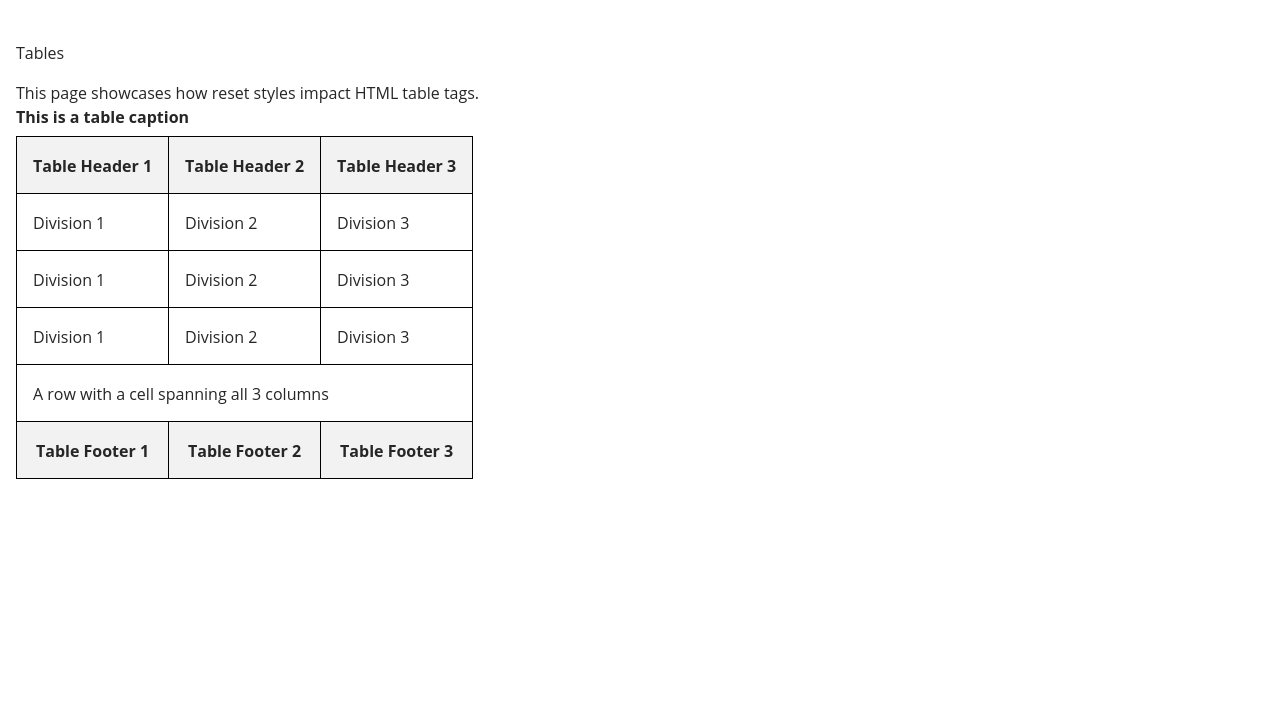 Tables
This page showcases how reset styles impact HTML table tags.
This is a table caption
Table Header 1 Table Header 2 Table Header 3
Division 1 Division 2 Division 3
Division 1 Division 2 Division 3
Division 1 Division 2 Division 3
A row with a cell spanning all 3 columns
Table Footer 1 Table Footer 2 Table Footer 3